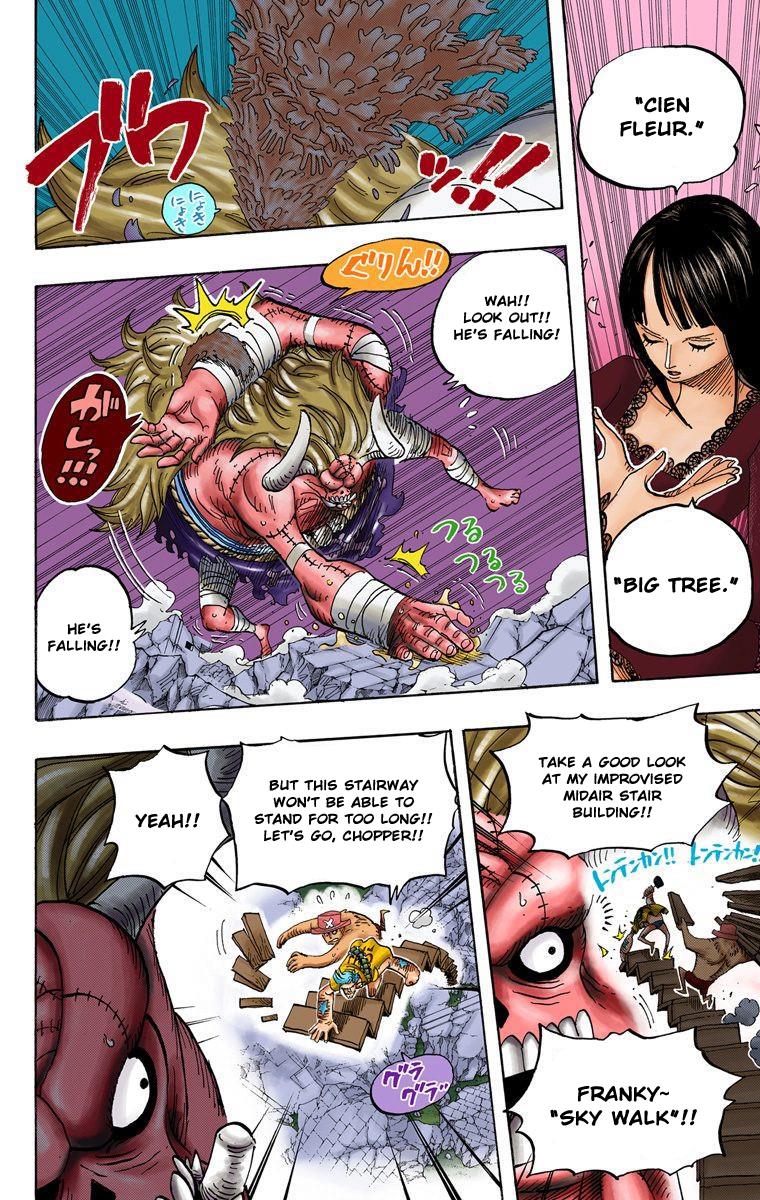 "CIEN
FLEUR."
"BIG TREE."
ブウ
ッ!!
にょき
にょき
ぐりん!!
WAH!!
LOOK OUT!!
HE'S FALLING!
ガしっ!!!
つる
つる
つる
HE'S
FALLING!!
TAKE A GOOD LOOK
AT MY IMPROVISED
MIDAIR STAIR
BUILDING!!
トンテンカン!! トンテンカン!!
FRANKY~
"SKY WALK"!!
BUT THIS STAIRWAY
WON'T BE ABLE TO
STAND FOR TOO LONG!!
LET'S GO, CHOPPER!!
YEAH!!
グラ
グラ